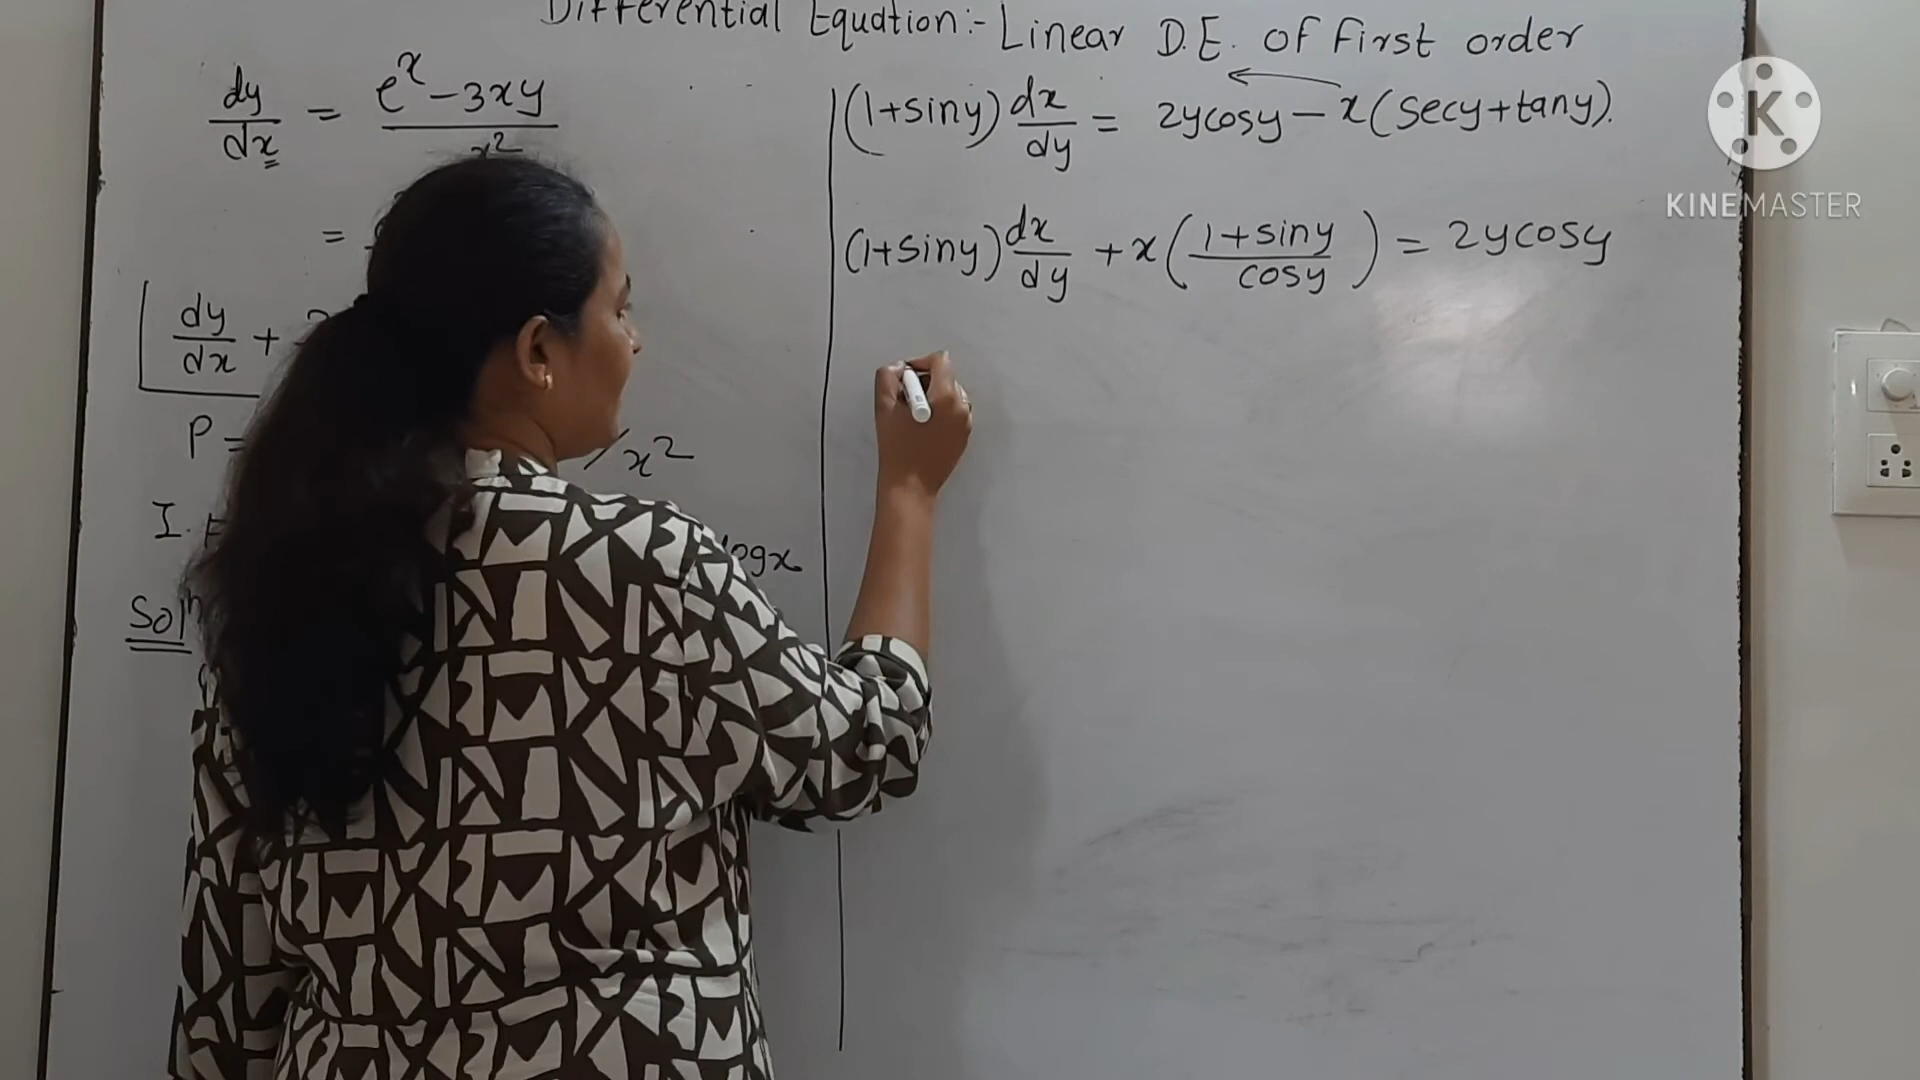 Differential Equation:- Linear D.E. of First order
dy/dx = e^x - 3xy / x²
=
dy/dx +
P =
/x²
I.
logx
Sol
(1+siny) dx/dy = 2ycosy - x(secy+tany).
(1+siny) dx/dy + x(1+siny / cosy) = 2ycosy
K
KINEMASTER